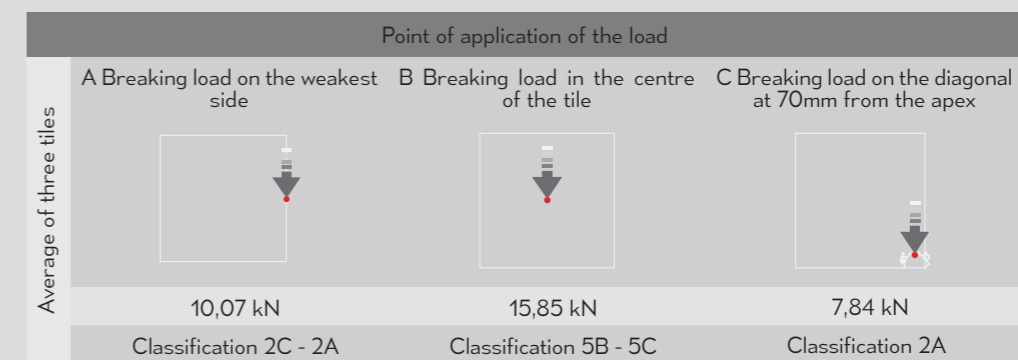 Point of application of the load
Average of three tiles
A Breaking load on the weakest
side
B Breaking load in the centre
of the tile
C Breaking load on the diagonal
at 70mm from the apex
10,07 kN
15,85 kN
7,84 kN
Classification 2C - 2A
Classification 5B - 5C
Classification 2A